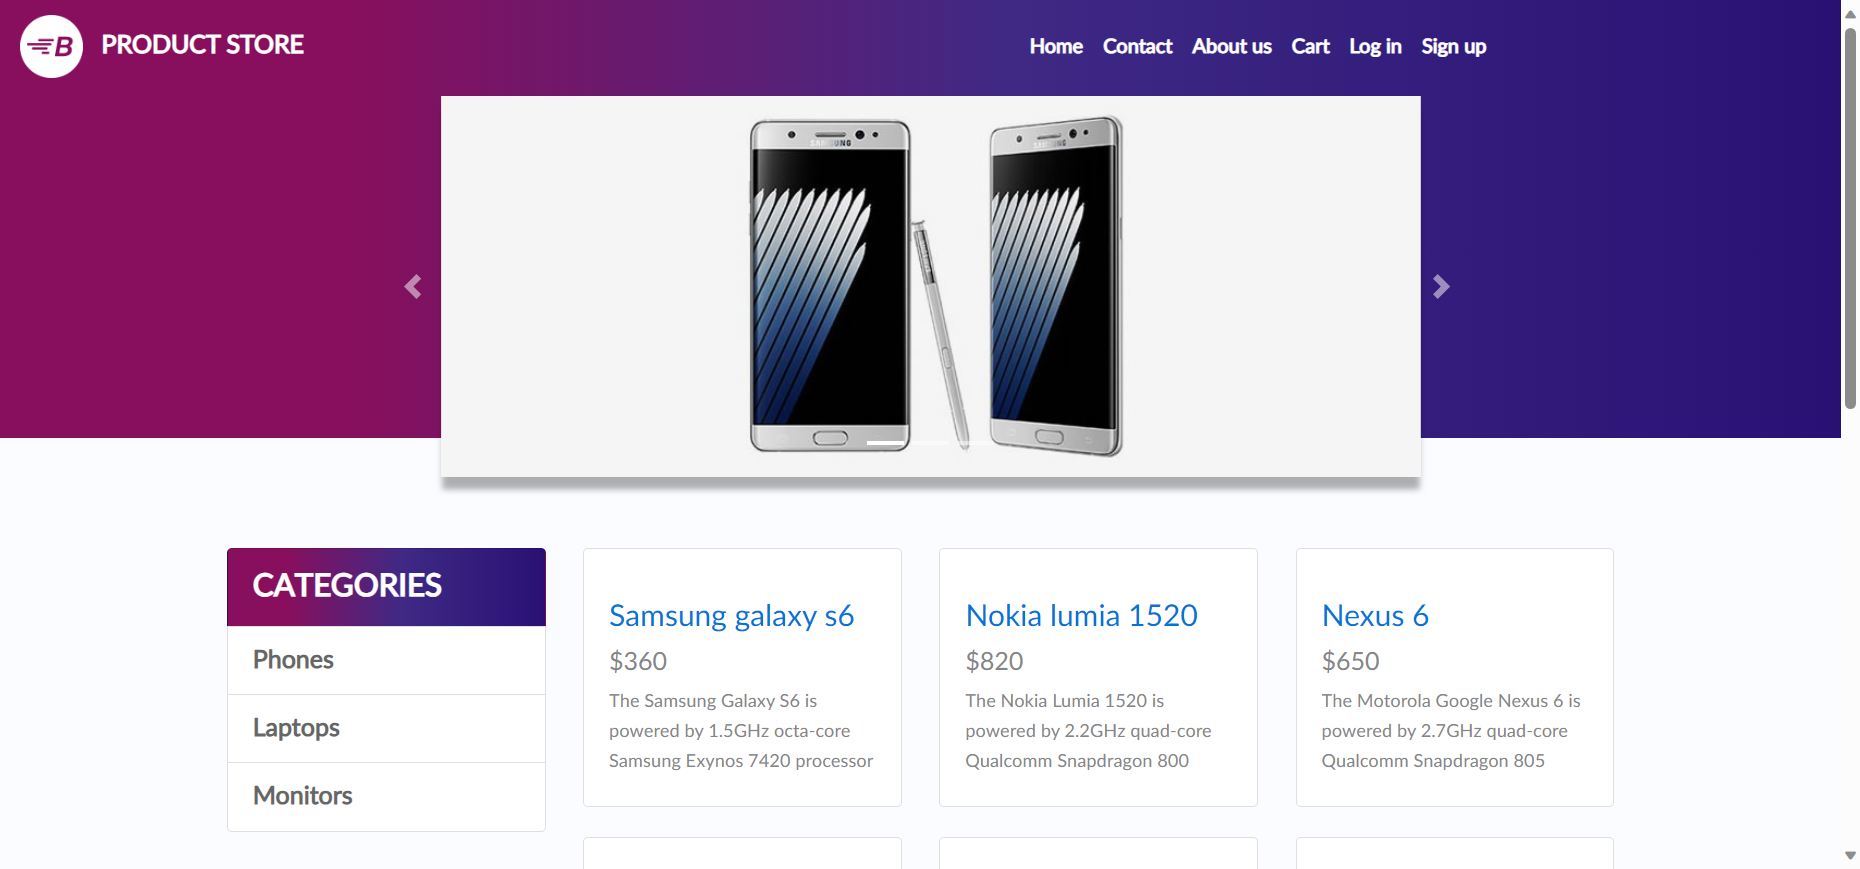 B PRODUCT STORE
Home Contact About us Cart Log in Sign up
SAMSUNG
CATEGORIES
Phones
Laptops
Monitors
Samsung galaxy s6
$360
The Samsung Galaxy S6 is
powered by 1.5GHz octa-core
Samsung Exynos 7420 processor
Nokia lumia 1520
$820
The Nokia Lumia 1520 is
powered by 2.2GHz quad-core
Qualcomm Snapdragon 800
Nexus 6
$650
The Motorola Google Nexus 6 is
powered by 2.7GHz quad-core
Qualcomm Snapdragon 805